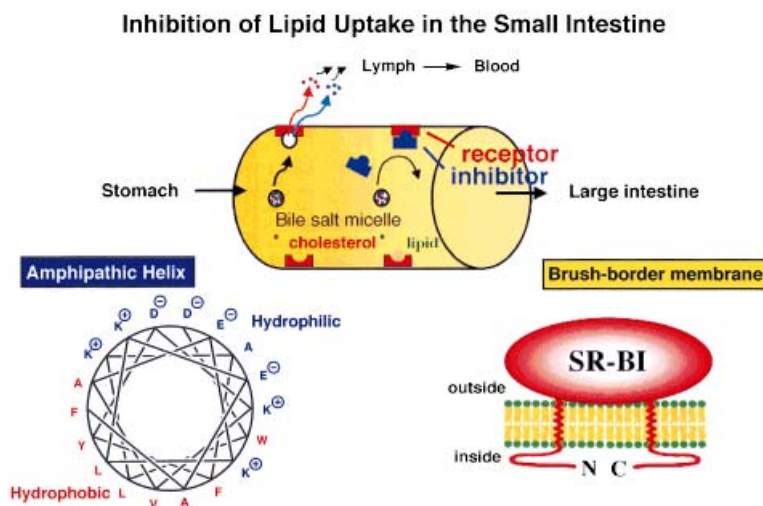 Inhibition of Lipid Uptake in the Small Intestine
Lymph Blood
receptor
inhibitor
Stomach
Large intestine
Bile salt micelle
cholesterol lipid
Amphipathic Helix
Brush-border membrane
K⊕ K⊕ D⊖ D⊖ E⊖ Hydrophilic
A
E⊖
K⊕
W
K⊕
F
A
V
L
L
Y
F
A
Hydrophobic
SR-BI
outside
inside
N C